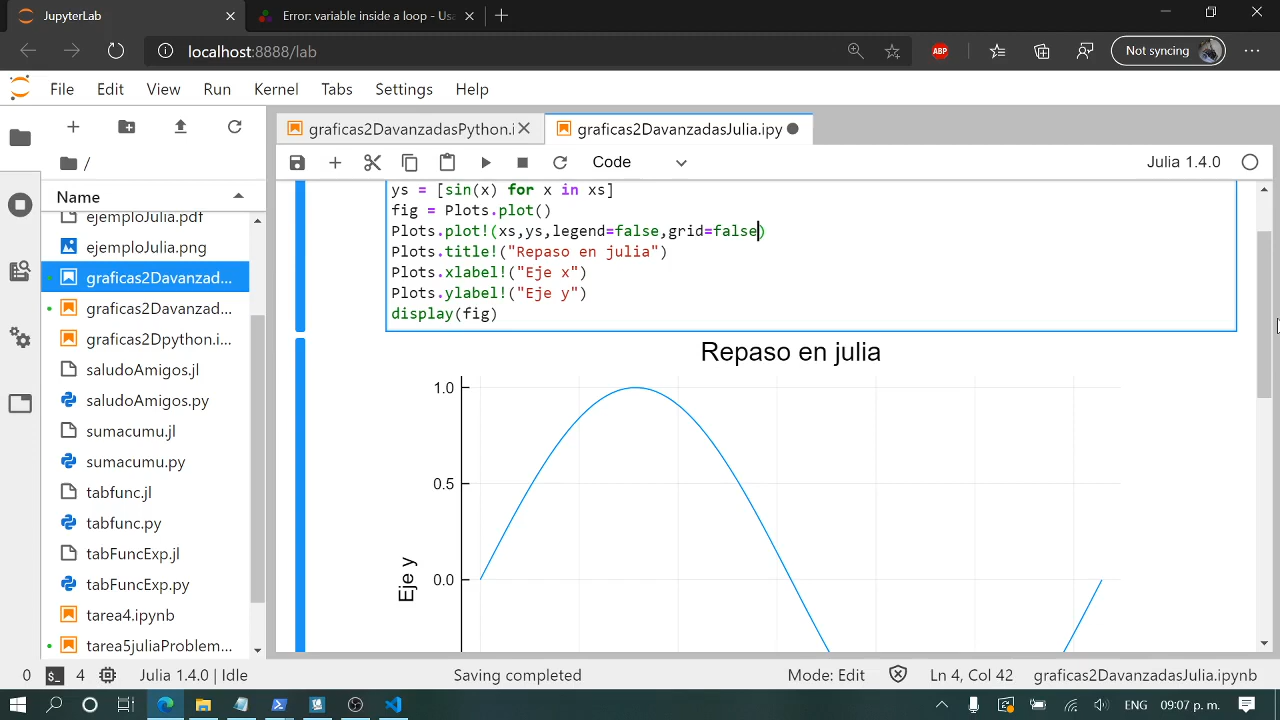 JupyterLab
Error: variable inside a loop - Usa
localhost:8888/lab
ABP
Not syncing
File Edit View Run Kernel Tabs Settings Help
graficas2DavanzadasPython.i
graficas2DavanzadasJulia.ipy
Code
Julia 1.4.0
/
Name
ejemploJulia.pdf
ejemploJulia.png
graficas2Davanzad...
graficas2Davanzad...
graficas2Dpython.i...
saludoAmigos.jl
saludoAmigos.py
sumacumu.jl
sumacumu.py
tabfunc.jl
tabfunc.py
tabFuncExp.jl
tabFuncExp.py
tarea4.ipynb
tarea5juliaProblem...
ys = [sin(x) for x in xs]
fig = Plots.plot()
Plots.plot!(xs,ys,legend=false,grid=false)
Plots.title!("Repaso en julia")
Plots.xlabel!("Eje x")
Plots.ylabel!("Eje y")
display(fig)
Repaso en julia
1.0
0.5
0.0
Eje y
0
$_
4
Julia 1.4.0 | Idle
Saving completed
Mode: Edit
Ln 4, Col 42
graficas2DavanzadasJulia.ipynb
ENG
09:07 p. m.